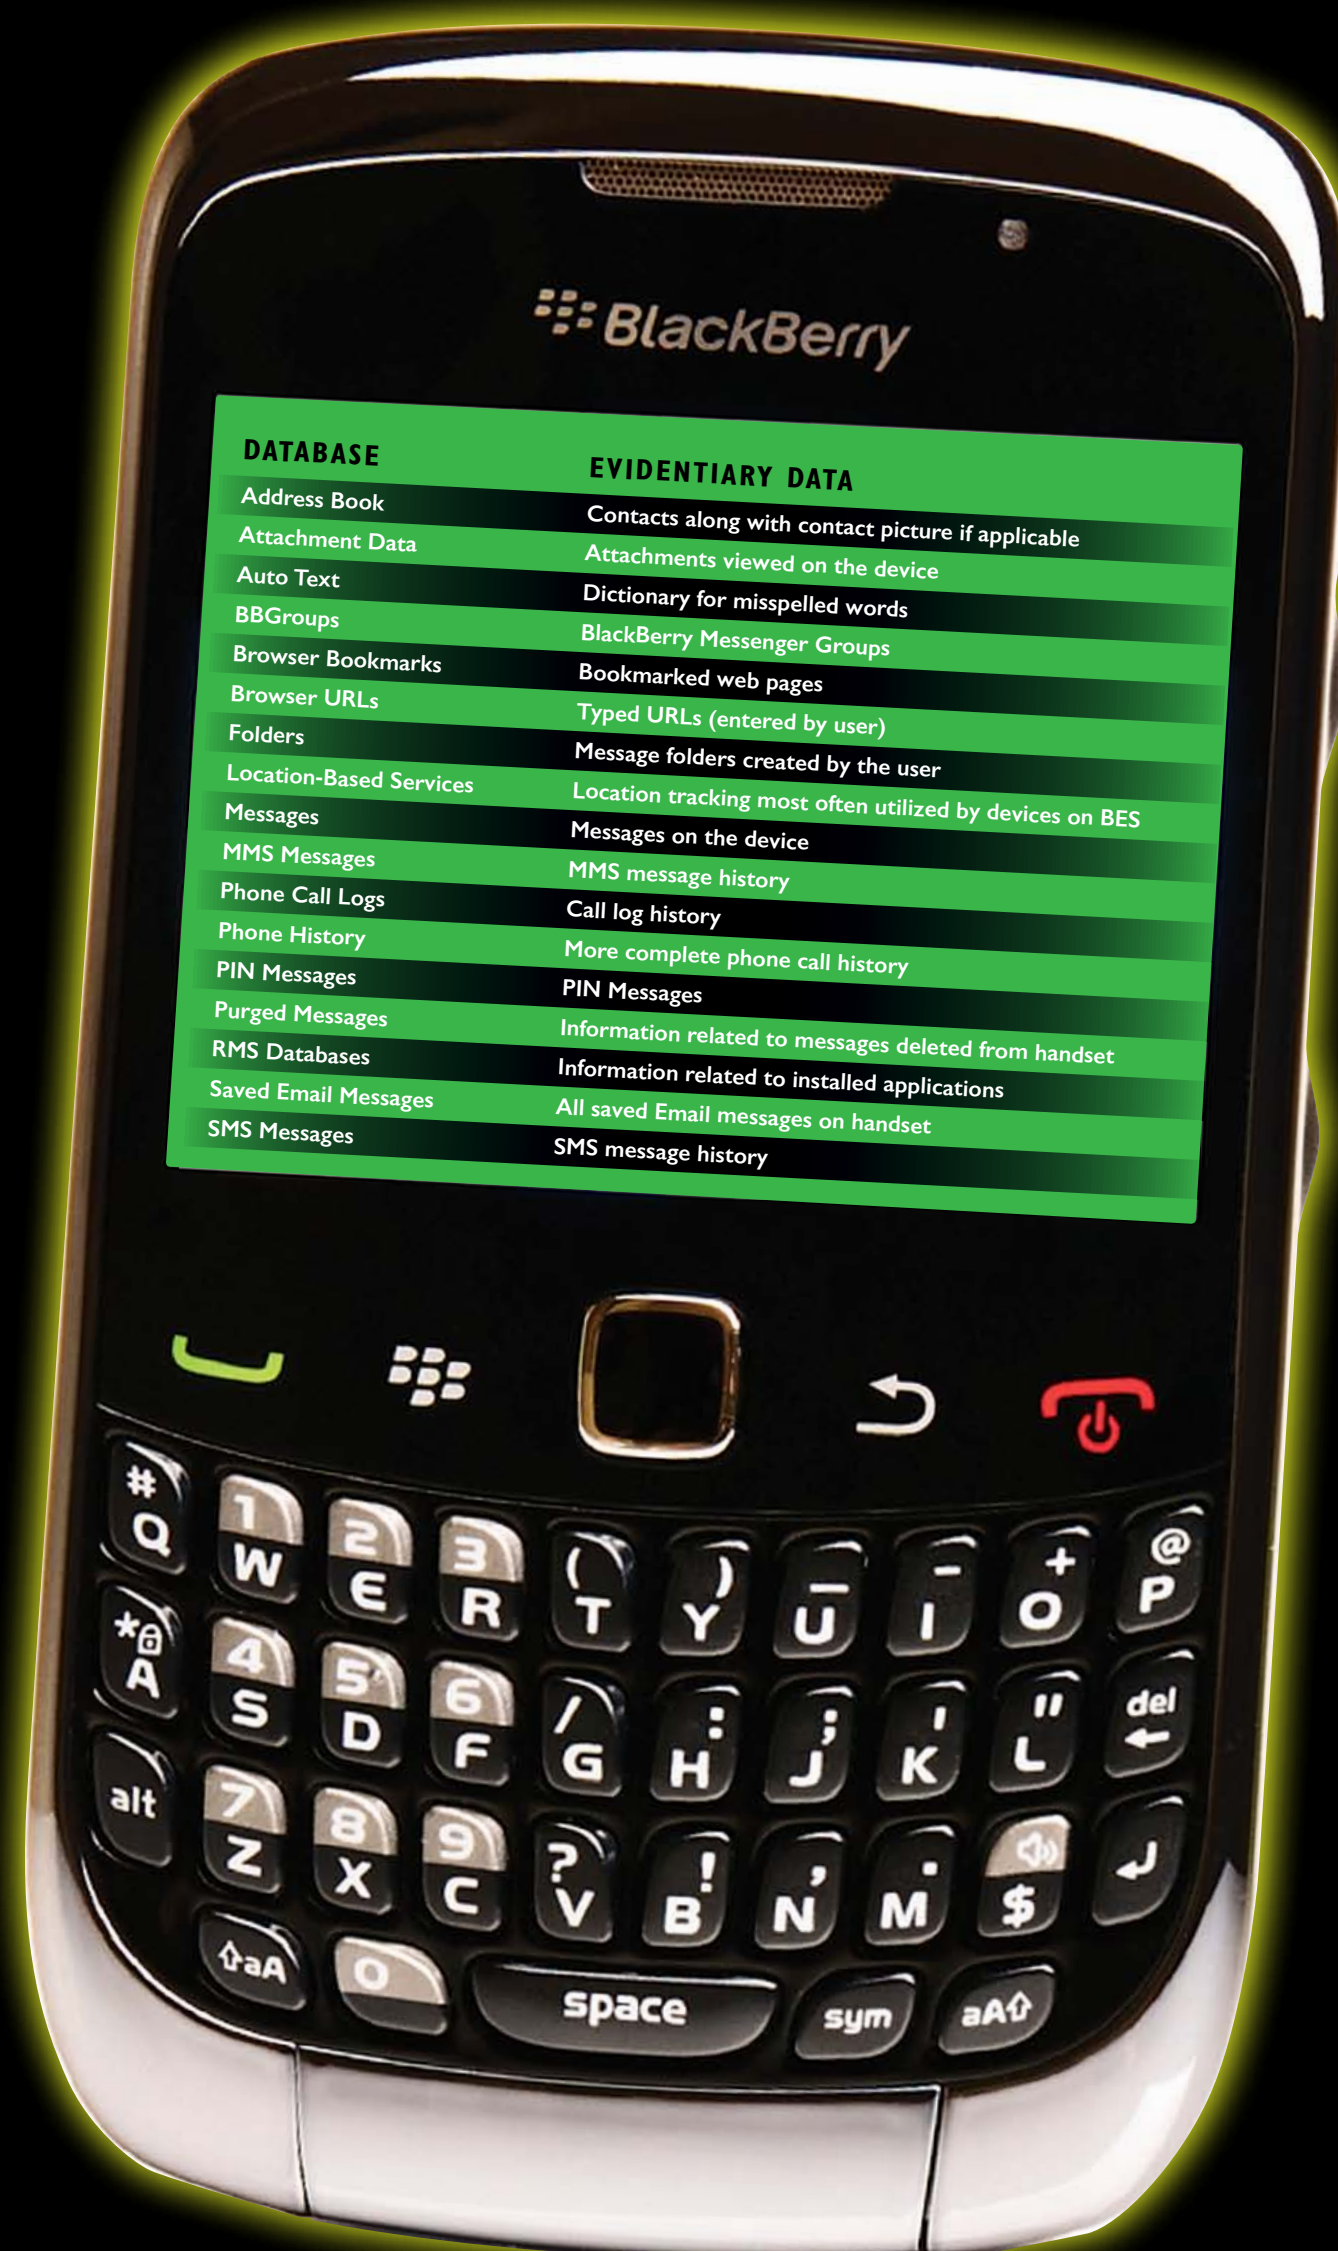 BlackBerry
DATABASE EVIDENTIARY DATA
Address Book Contacts along with contact picture if applicable
Attachment Data Attachments viewed on the device
Auto Text Dictionary for misspelled words
BBGroups BlackBerry Messenger Groups
Browser Bookmarks Bookmarked web pages
Browser URLs Typed URLs (entered by user)
Folders Message folders created by the user
Location-Based Services Location tracking most often utilized by devices on BES
Messages Messages on the device
MMS Messages MMS message history
Phone Call Logs Call log history
Phone History More complete phone call history
PIN Messages PIN Messages
Purged Messages Information related to messages deleted from handset
RMS Databases Information related to installed applications
Saved Email Messages All saved Email messages on handset
SMS Messages SMS message history
# 1 2 3 ( ) _ - + @
Q W E R T Y U I O P
* 4 5 6 / : ; ' " del
A S D F G H J K L
alt 7 8 9 ? ! , .
Z X C V B N M $
aA 0 space sym aA